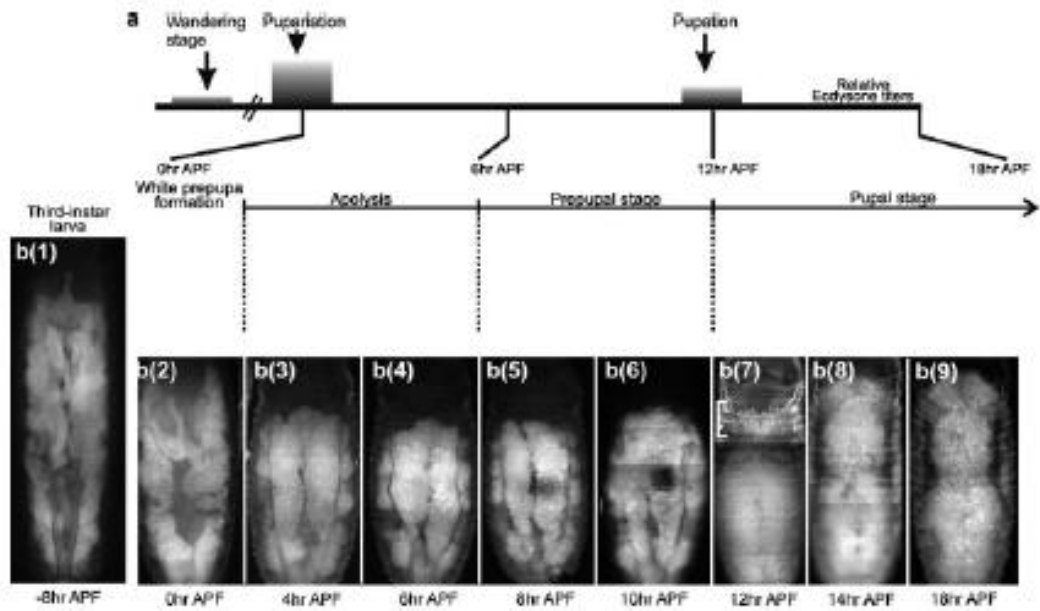 a
Wandering
stage
Pupariation
Pupation
Relative
Ecdysone titers
0hr APF
6hr APF
12hr APF
18hr APF
White prepupa
formation
Apolysis
Prepupal stage
Pupal stage
Third-instar
larva
b(1)
b(2)
b(3)
b(4)
b(5)
b(6)
b(7)
b(8)
b(9)
-8hr APF
0hr APF
4hr APF
6hr APF
8hr APF
10hr APF
12hr APF
14hr APF
18hr APF